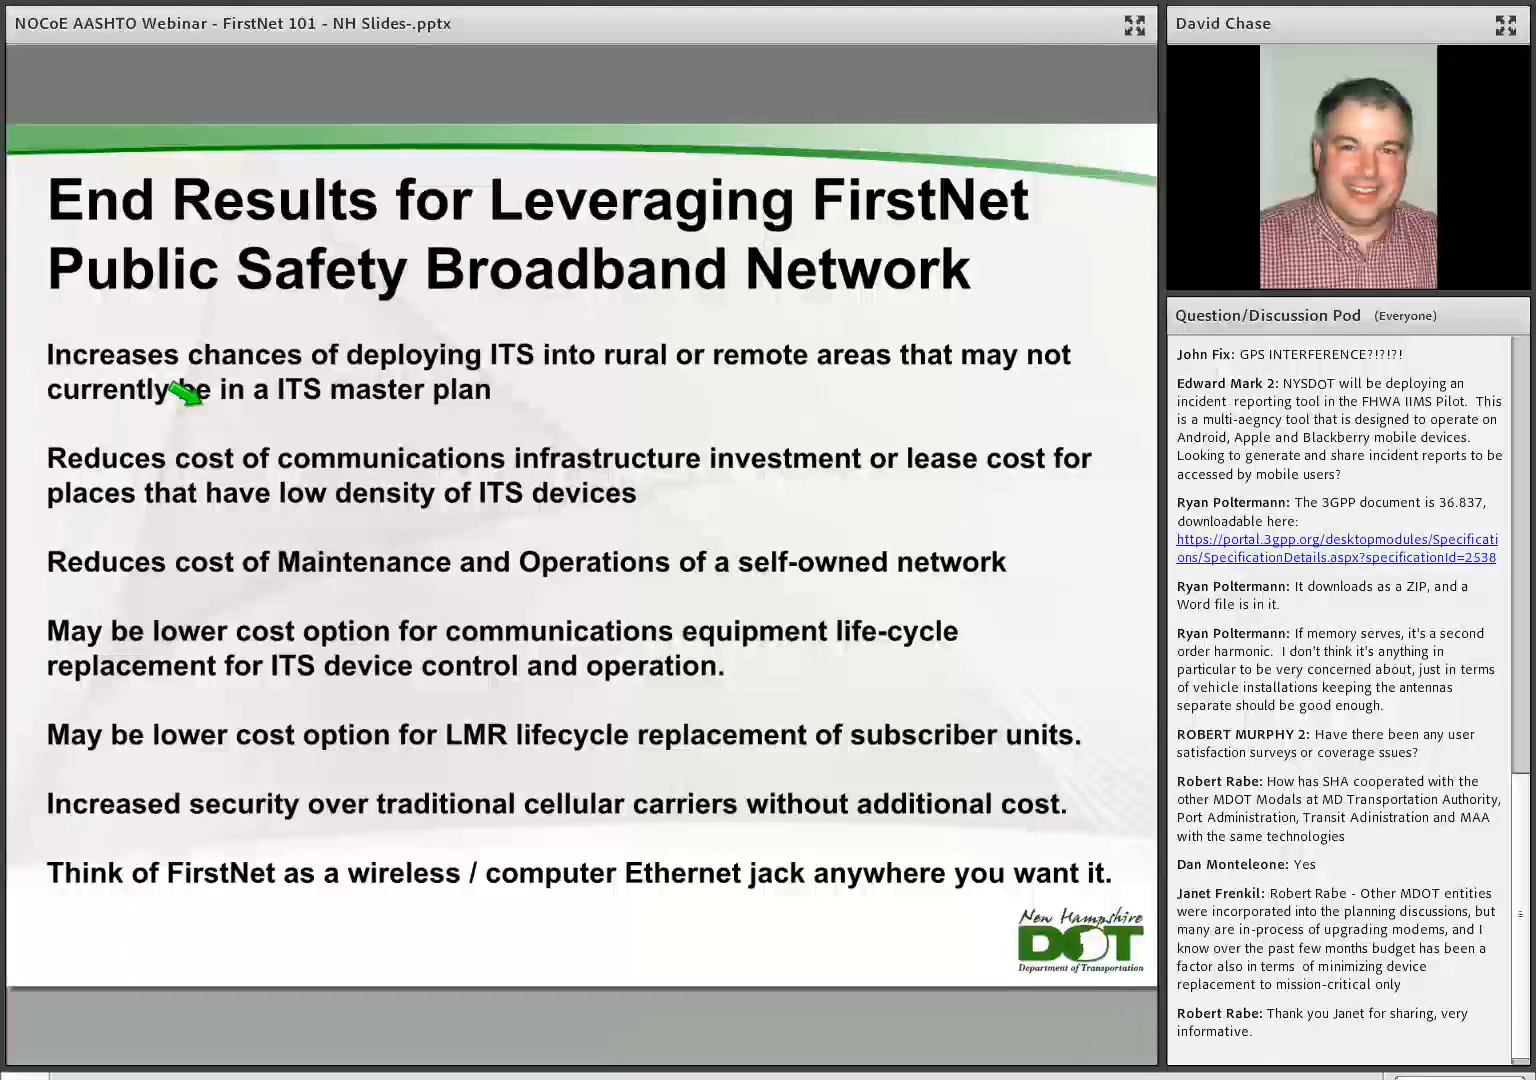 NOCoE AASHTO Webinar - FirstNet 101 - NH Slides-.pptx
End Results for Leveraging FirstNet
Public Safety Broadband Network
Increases chances of deploying ITS into rural or remote areas that may not
currently be in a ITS master plan
Reduces cost of communications infrastructure investment or lease cost for
places that have low density of ITS devices
Reduces cost of Maintenance and Operations of a self-owned network
May be lower cost option for communications equipment life-cycle
replacement for ITS device control and operation.
May be lower cost option for LMR lifecycle replacement of subscriber units.
Increased security over traditional cellular carriers without additional cost.
Think of FirstNet as a wireless / computer Ethernet jack anywhere you want it.
New Hampshire
DOT
Department of Transportation
David Chase
Question/Discussion Pod (Everyone)
John Fix: GPS INTERFERENCE?!?!?!
Edward Mark 2: NYSDOT will be deploying an
incident reporting tool in the FHWA IIMS Pilot. This
is a multi-aegncy tool that is designed to operate on
Android, Apple and Blackberry mobile devices.
Looking to generate and share incident reports to be
accessed by mobile users?
Ryan Poltermann: The 3GPP document is 36.837,
downloadable here:
https://portal.3gpp.org/desktopmodules/Specificati
ons/SpecificationDetails.aspx?specificationId=2538
Ryan Poltermann: It downloads as a ZIP, and a
Word file is in it.
Ryan Poltermann: If memory serves, it's a second
order harmonic. I don't think it's anything in
particular to be very concerned about, just in terms
of vehicle installations keeping the antennas
separate should be good enough.
ROBERT MURPHY 2: Have there been any user
satisfaction surveys or coverage ssues?
Robert Rabe: How has SHA cooperated with the
other MDOT Modals at MD Transportation Authority,
Port Administration, Transit Adinistration and MAA
with the same technologies
Dan Monteleone: Yes
Janet Frenkil: Robert Rabe - Other MDOT entities
were incorporated into the planning discussions, but
many are in-process of upgrading modems, and I
know over the past few months budget has been a
factor also in terms of minimizing device
replacement to mission-critical only
Robert Rabe: Thank you Janet for sharing, very
informative.